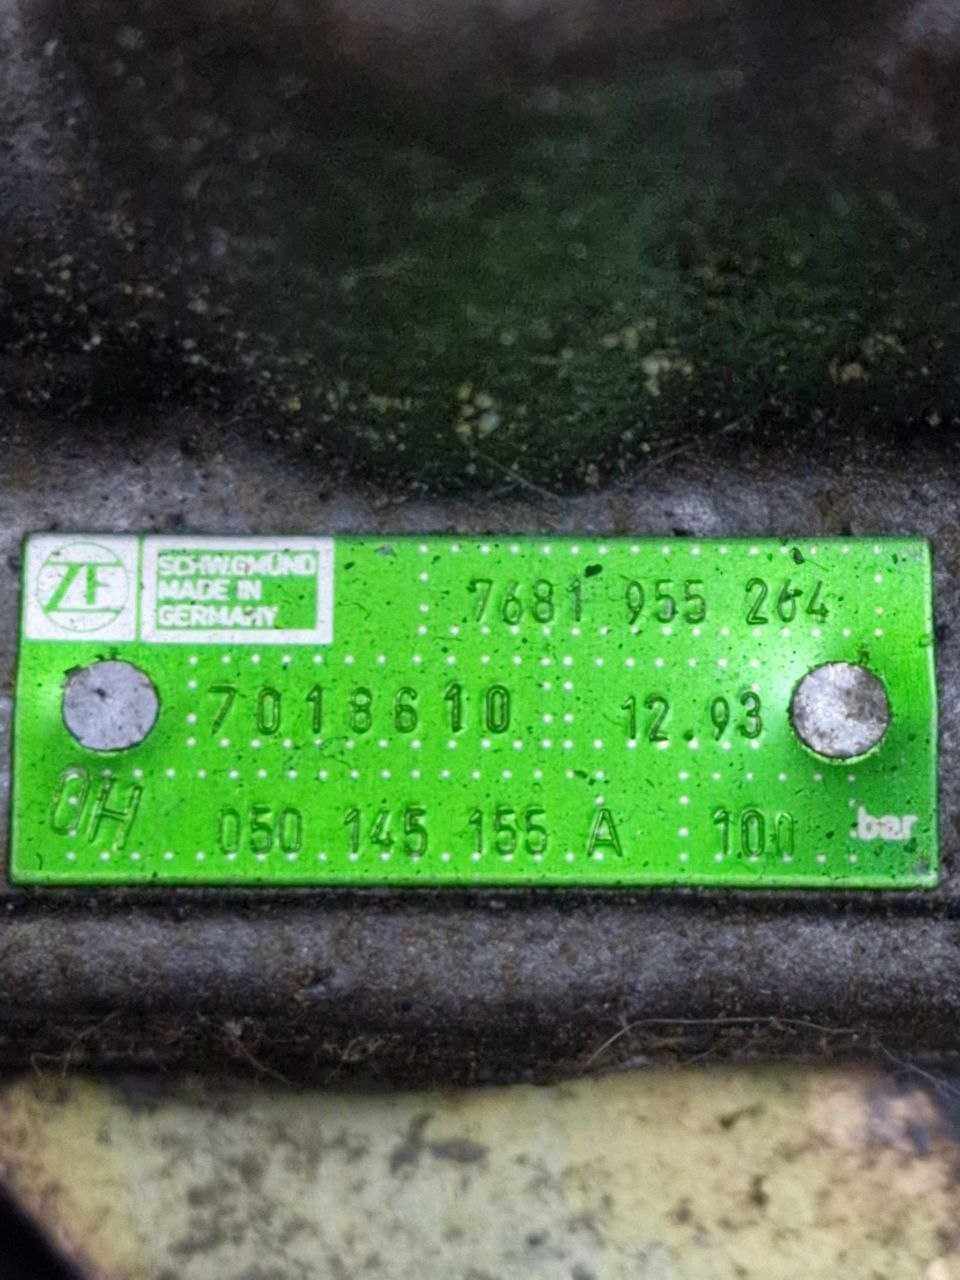 ZF
SCHW.GMÜND
MADE IN
GERMANY
7681 955 264
7018610
12.93
OH
050 145 155 A
100 bar